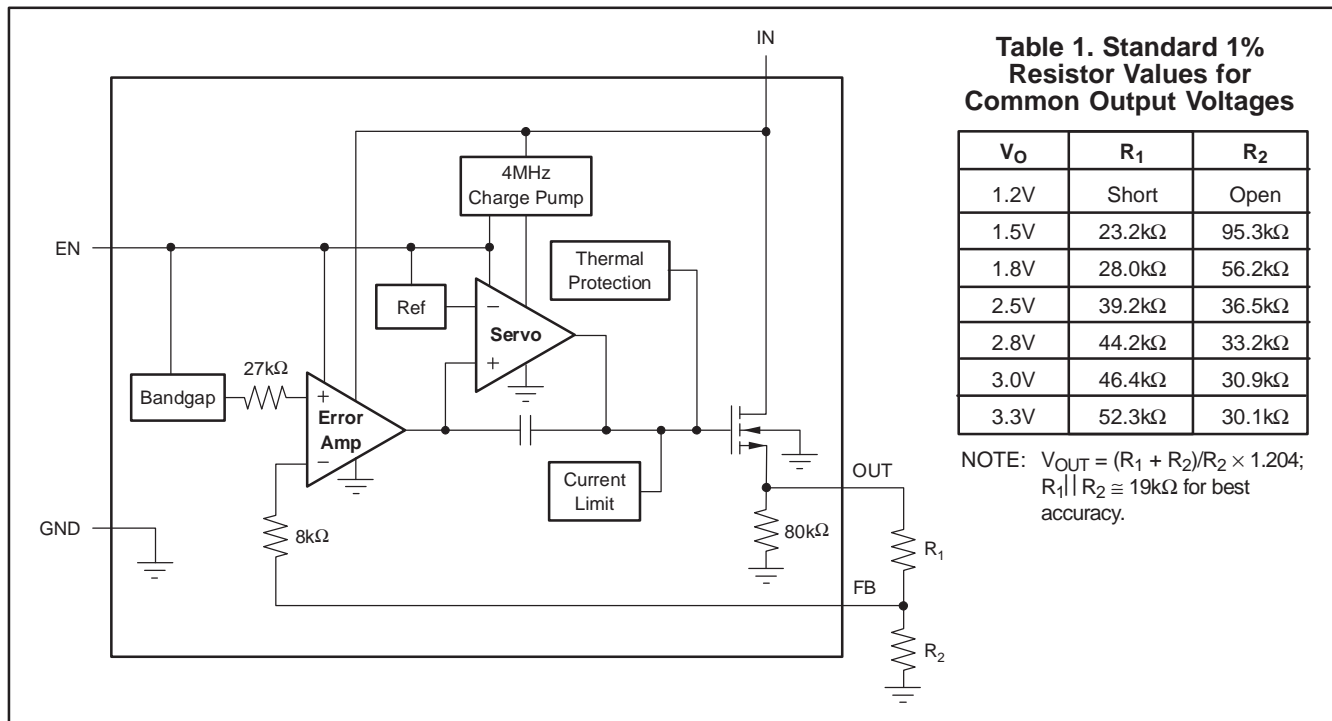 IN
4MHz
Charge Pump
EN
Thermal
Protection
Ref
−
Servo
+
27kΩ
Bandgap
+
Error
Amp
−
Current
Limit
OUT
GND
8kΩ
80kΩ
R1
FB
R2
Table 1. Standard 1%
Resistor Values for
Common Output Voltages
VO R1 R2
1.2V Short Open
1.5V 23.2kΩ 95.3kΩ
1.8V 28.0kΩ 56.2kΩ
2.5V 39.2kΩ 36.5kΩ
2.8V 44.2kΩ 33.2kΩ
3.0V 46.4kΩ 30.9kΩ
3.3V 52.3kΩ 30.1kΩ
NOTE: VOUT = (R1 + R2)/R2 × 1.204;
R1|| R2 ≅ 19kΩ for best
accuracy.